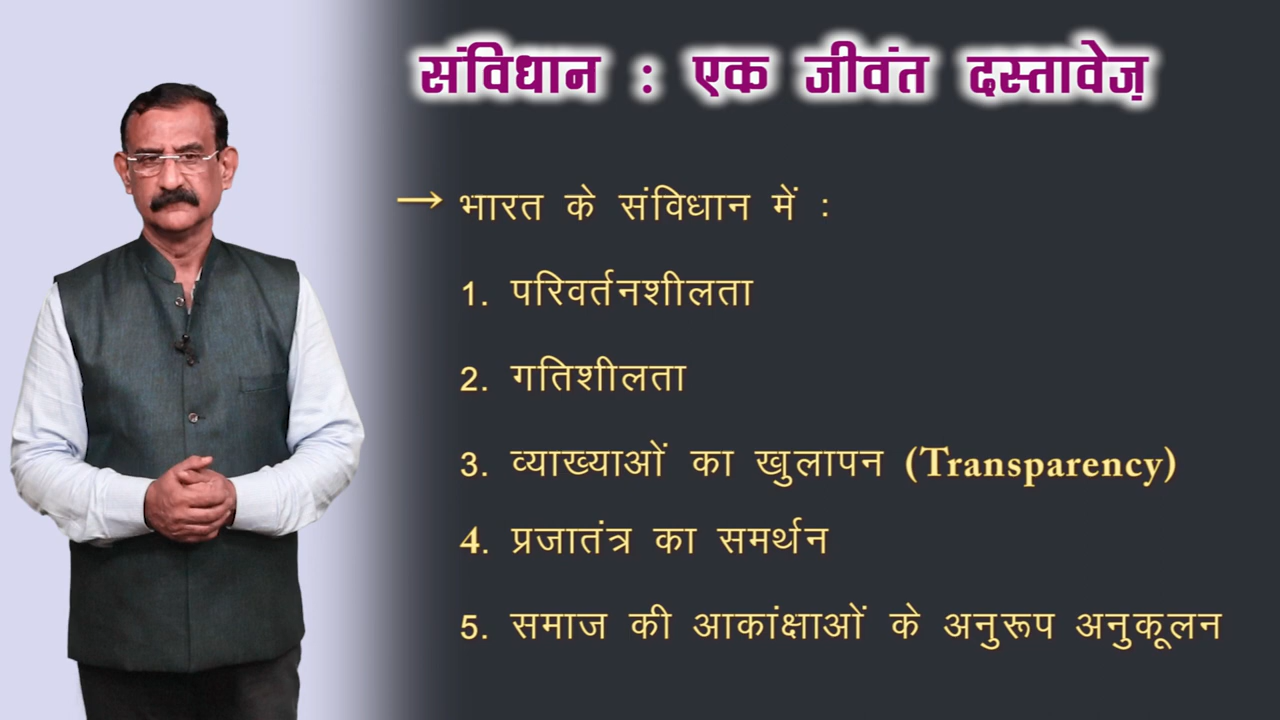 संविधान : एक जीवंत दस्तावेज़
→ भारत के संविधान में :
1. परिवर्तनशीलता
2. गतिशीलता
3. व्याख्याओं का खुलापन (Transparency)
4. प्रजातंत्र का समर्थन
5. समाज की आकांक्षाओं के अनुरूप अनुकूलन